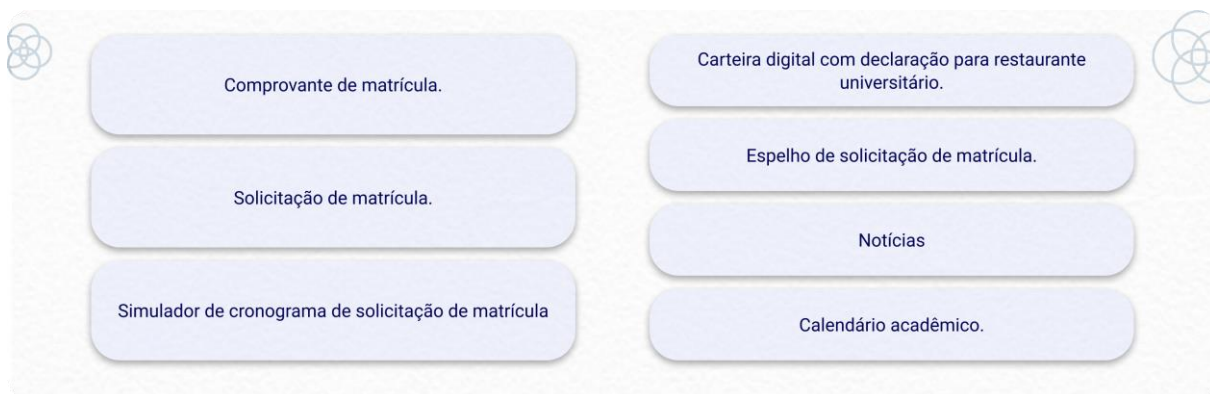 Comprovante de matrícula.
Solicitação de matrícula.
Simulador de cronograma de solicitação de matrícula
Carteira digital com declaração para restaurante
universitário.
Espelho de solicitação de matrícula.
Notícias
Calendário acadêmico.